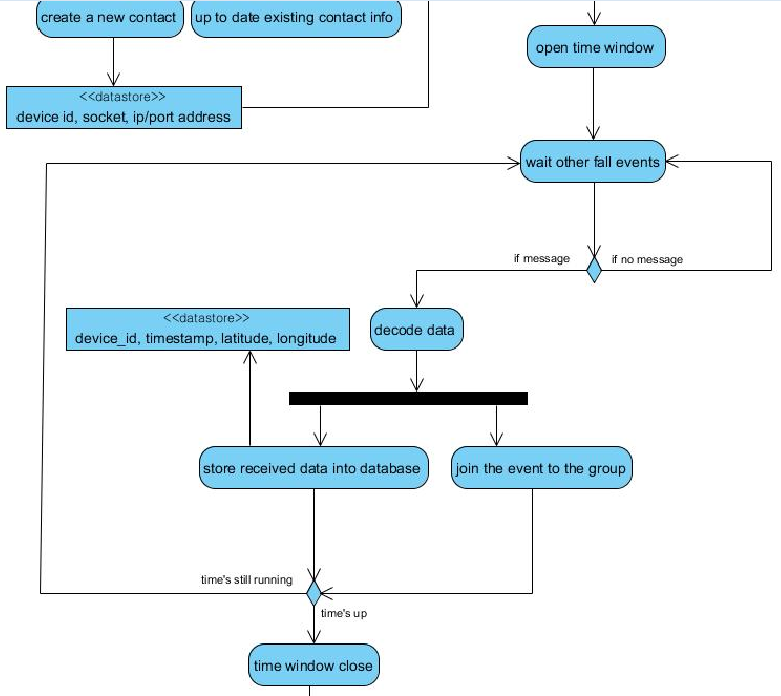 create a new contact
up to date existing contact info
open time window
<<datastore>>
device id, socket, ip/port address
wait other fall events
if message
if no message
<<datastore>>
device_id, timestamp, latitude, longitude
decode data
store received data into database
join the event to the group
time's still running
time's up
time window close